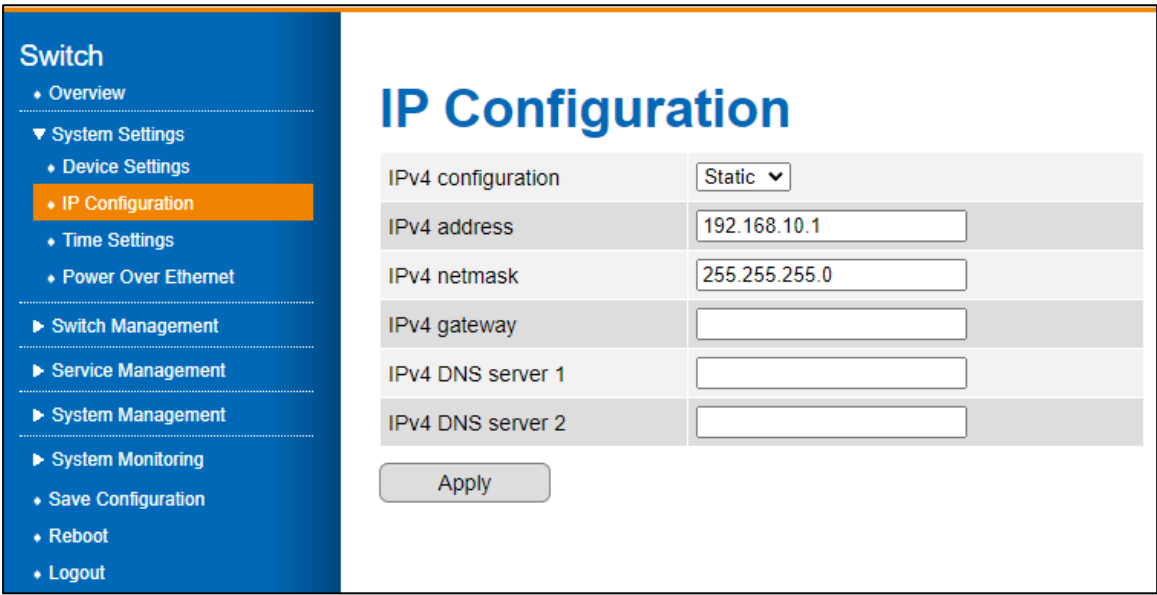 Switch
Overview
System Settings
Device Settings
IP Configuration
Time Settings
Power Over Ethernet
Switch Management
Service Management
System Management
System Monitoring
Save Configuration
Reboot
Logout
IP Configuration
IPv4 configuration Static
IPv4 address 192.168.10.1
IPv4 netmask 255.255.255.0
IPv4 gateway
IPv4 DNS server 1
IPv4 DNS server 2
Apply